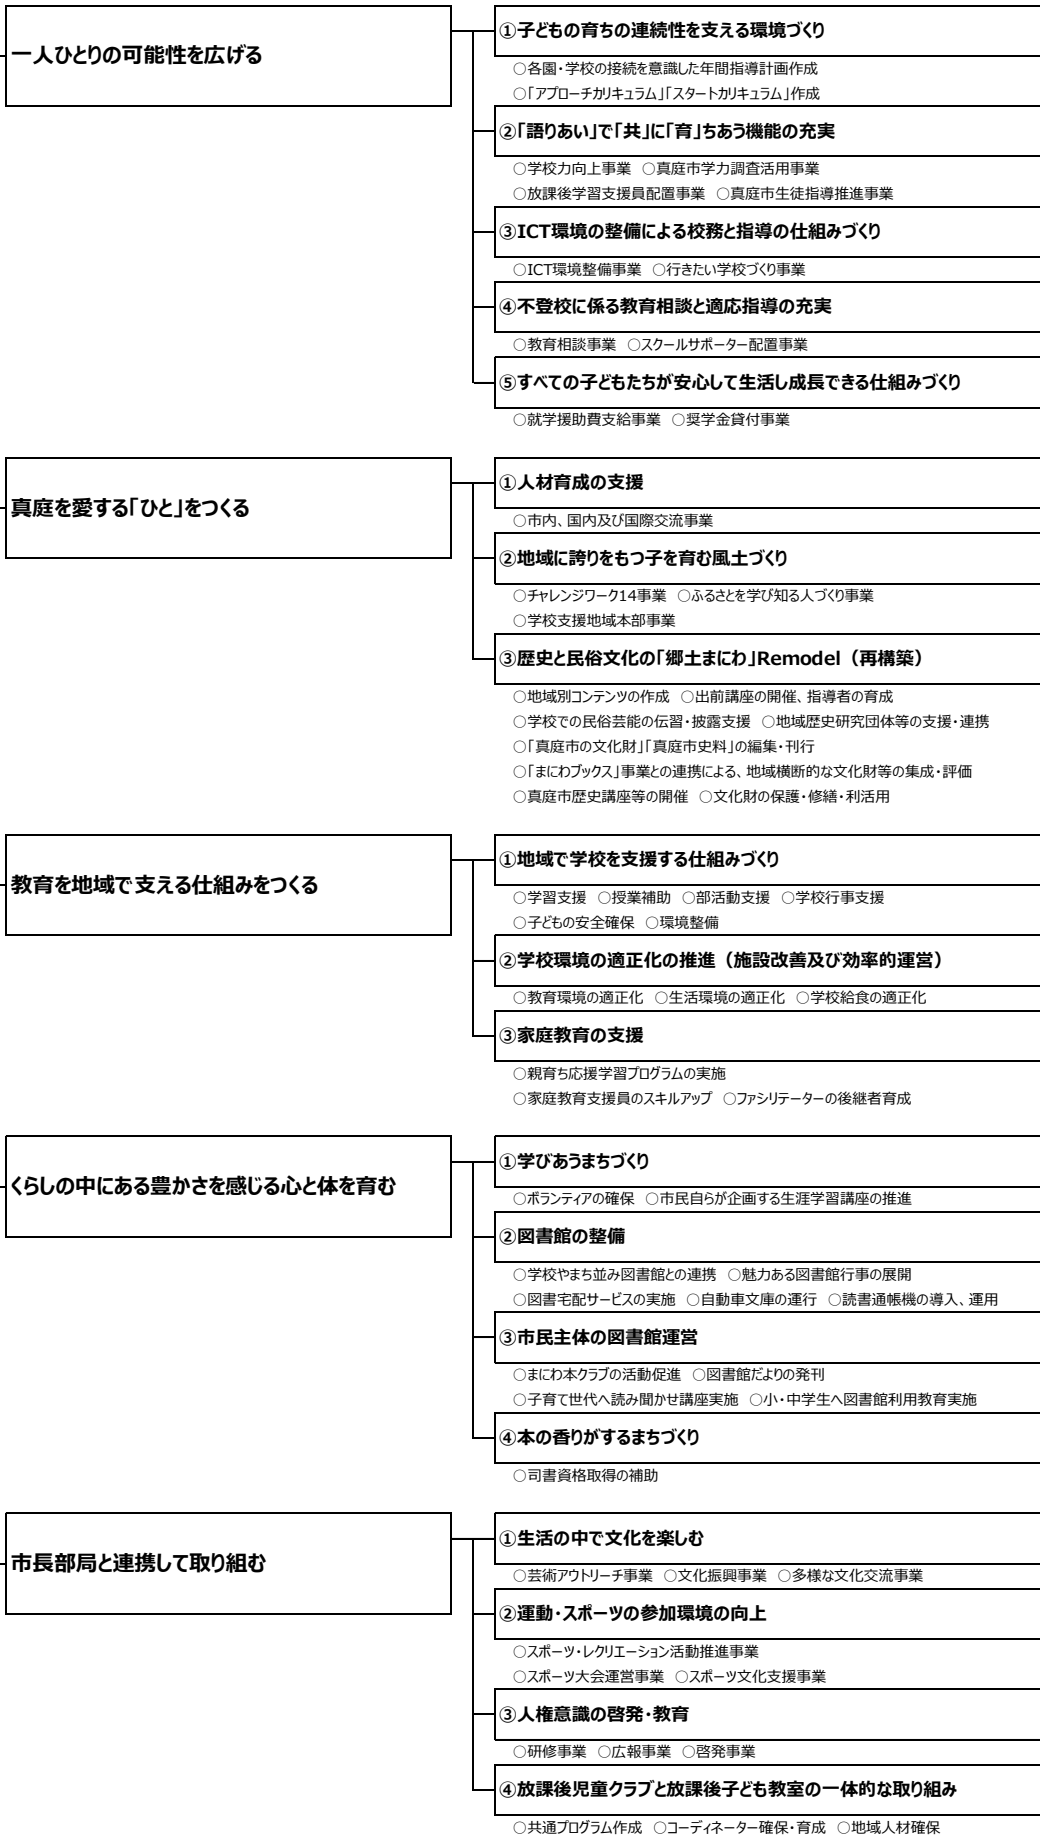 一人ひとりの可能性を広げる
①子どもの育ちの連続性を支える環境づくり
○各園・学校の接続を意識した年間指導計画作成
○「アプローチカリキュラム」「スタートカリキュラム」作成
②「語りあい」で「共」に「育」ちあう機能の充実
○学校力向上事業 ○真庭市学力調査活用事業
○放課後学習支援員配置事業 ○真庭市生徒指導推進事業
③ICT環境の整備による校務と指導の仕組みづくり
○ICT環境整備事業 ○行きたい学校づくり事業
④不登校に係る教育相談と適応指導の充実
○教育相談事業 ○スクールサポーター配置事業
⑤すべての子どもたちが安心して生活し成長できる仕組みづくり
○就学援助費支給事業 ○奨学金貸付事業
真庭を愛する「ひと」をつくる
①人材育成の支援
○市内、国内及び国際交流事業
②地域に誇りをもつ子を育む風土づくり
○チャレンジワーク14事業 ○ふるさとを学び知る人づくり事業
○学校支援地域本部事業
③歴史と民俗文化の「郷土まにわ」Remodel（再構築）
○地域別コンテンツの作成 ○出前講座の開催、指導者の育成
○学校での民俗芸能の伝習・披露支援 ○地域歴史研究団体等の支援・連携
○「真庭市の文化財」「真庭市史料」の編集・刊行
○「まにわブックス」事業との連携による、地域横断的な文化財等の集成・評価
○真庭市歴史講座等の開催 ○文化財の保護・修繕・利活用
教育を地域で支える仕組みをつくる
①地域で学校を支援する仕組みづくり
○学習支援 ○授業補助 ○部活動支援 ○学校行事支援
○子どもの安全確保 ○環境整備
②学校環境の適正化の推進（施設改善及び効率的運営）
○教育環境の適正化 ○生活環境の適正化 ○学校給食の適正化
③家庭教育の支援
○親育ち応援学習プログラムの実施
○家庭教育支援員のスキルアップ ○ファシリテーターの後継者育成
くらしの中にある豊かさを感じる心と体を育む
①学びあうまちづくり
○ボランティアの確保 ○市民自らが企画する生涯学習講座の推進
②図書館の整備
○学校やまち並み図書館との連携 ○魅力ある図書館行事の展開
○図書宅配サービスの実施 ○自動車文庫の運行 ○読書通帳機の導入、運用
③市民主体の図書館運営
○まにわ本クラブの活動促進 ○図書館だよりの発刊
○子育て世代へ読み聞かせ講座実施 ○小・中学生へ図書館利用教育実施
④本の香りがするまちづくり
○司書資格取得の補助
市長部局と連携して取り組む
①生活の中で文化を楽しむ
○芸術アウトリーチ事業 ○文化振興事業 ○多様な文化交流事業
②運動・スポーツの参加環境の向上
○スポーツ・レクリエーション活動推進事業
○スポーツ大会運営事業 ○スポーツ文化支援事業
③人権意識の啓発・教育
○研修事業 ○広報事業 ○啓発事業
④放課後児童クラブと放課後子ども教室の一体的な取り組み
○共通プログラム作成 ○コーディネーター確保・育成 ○地域人材確保